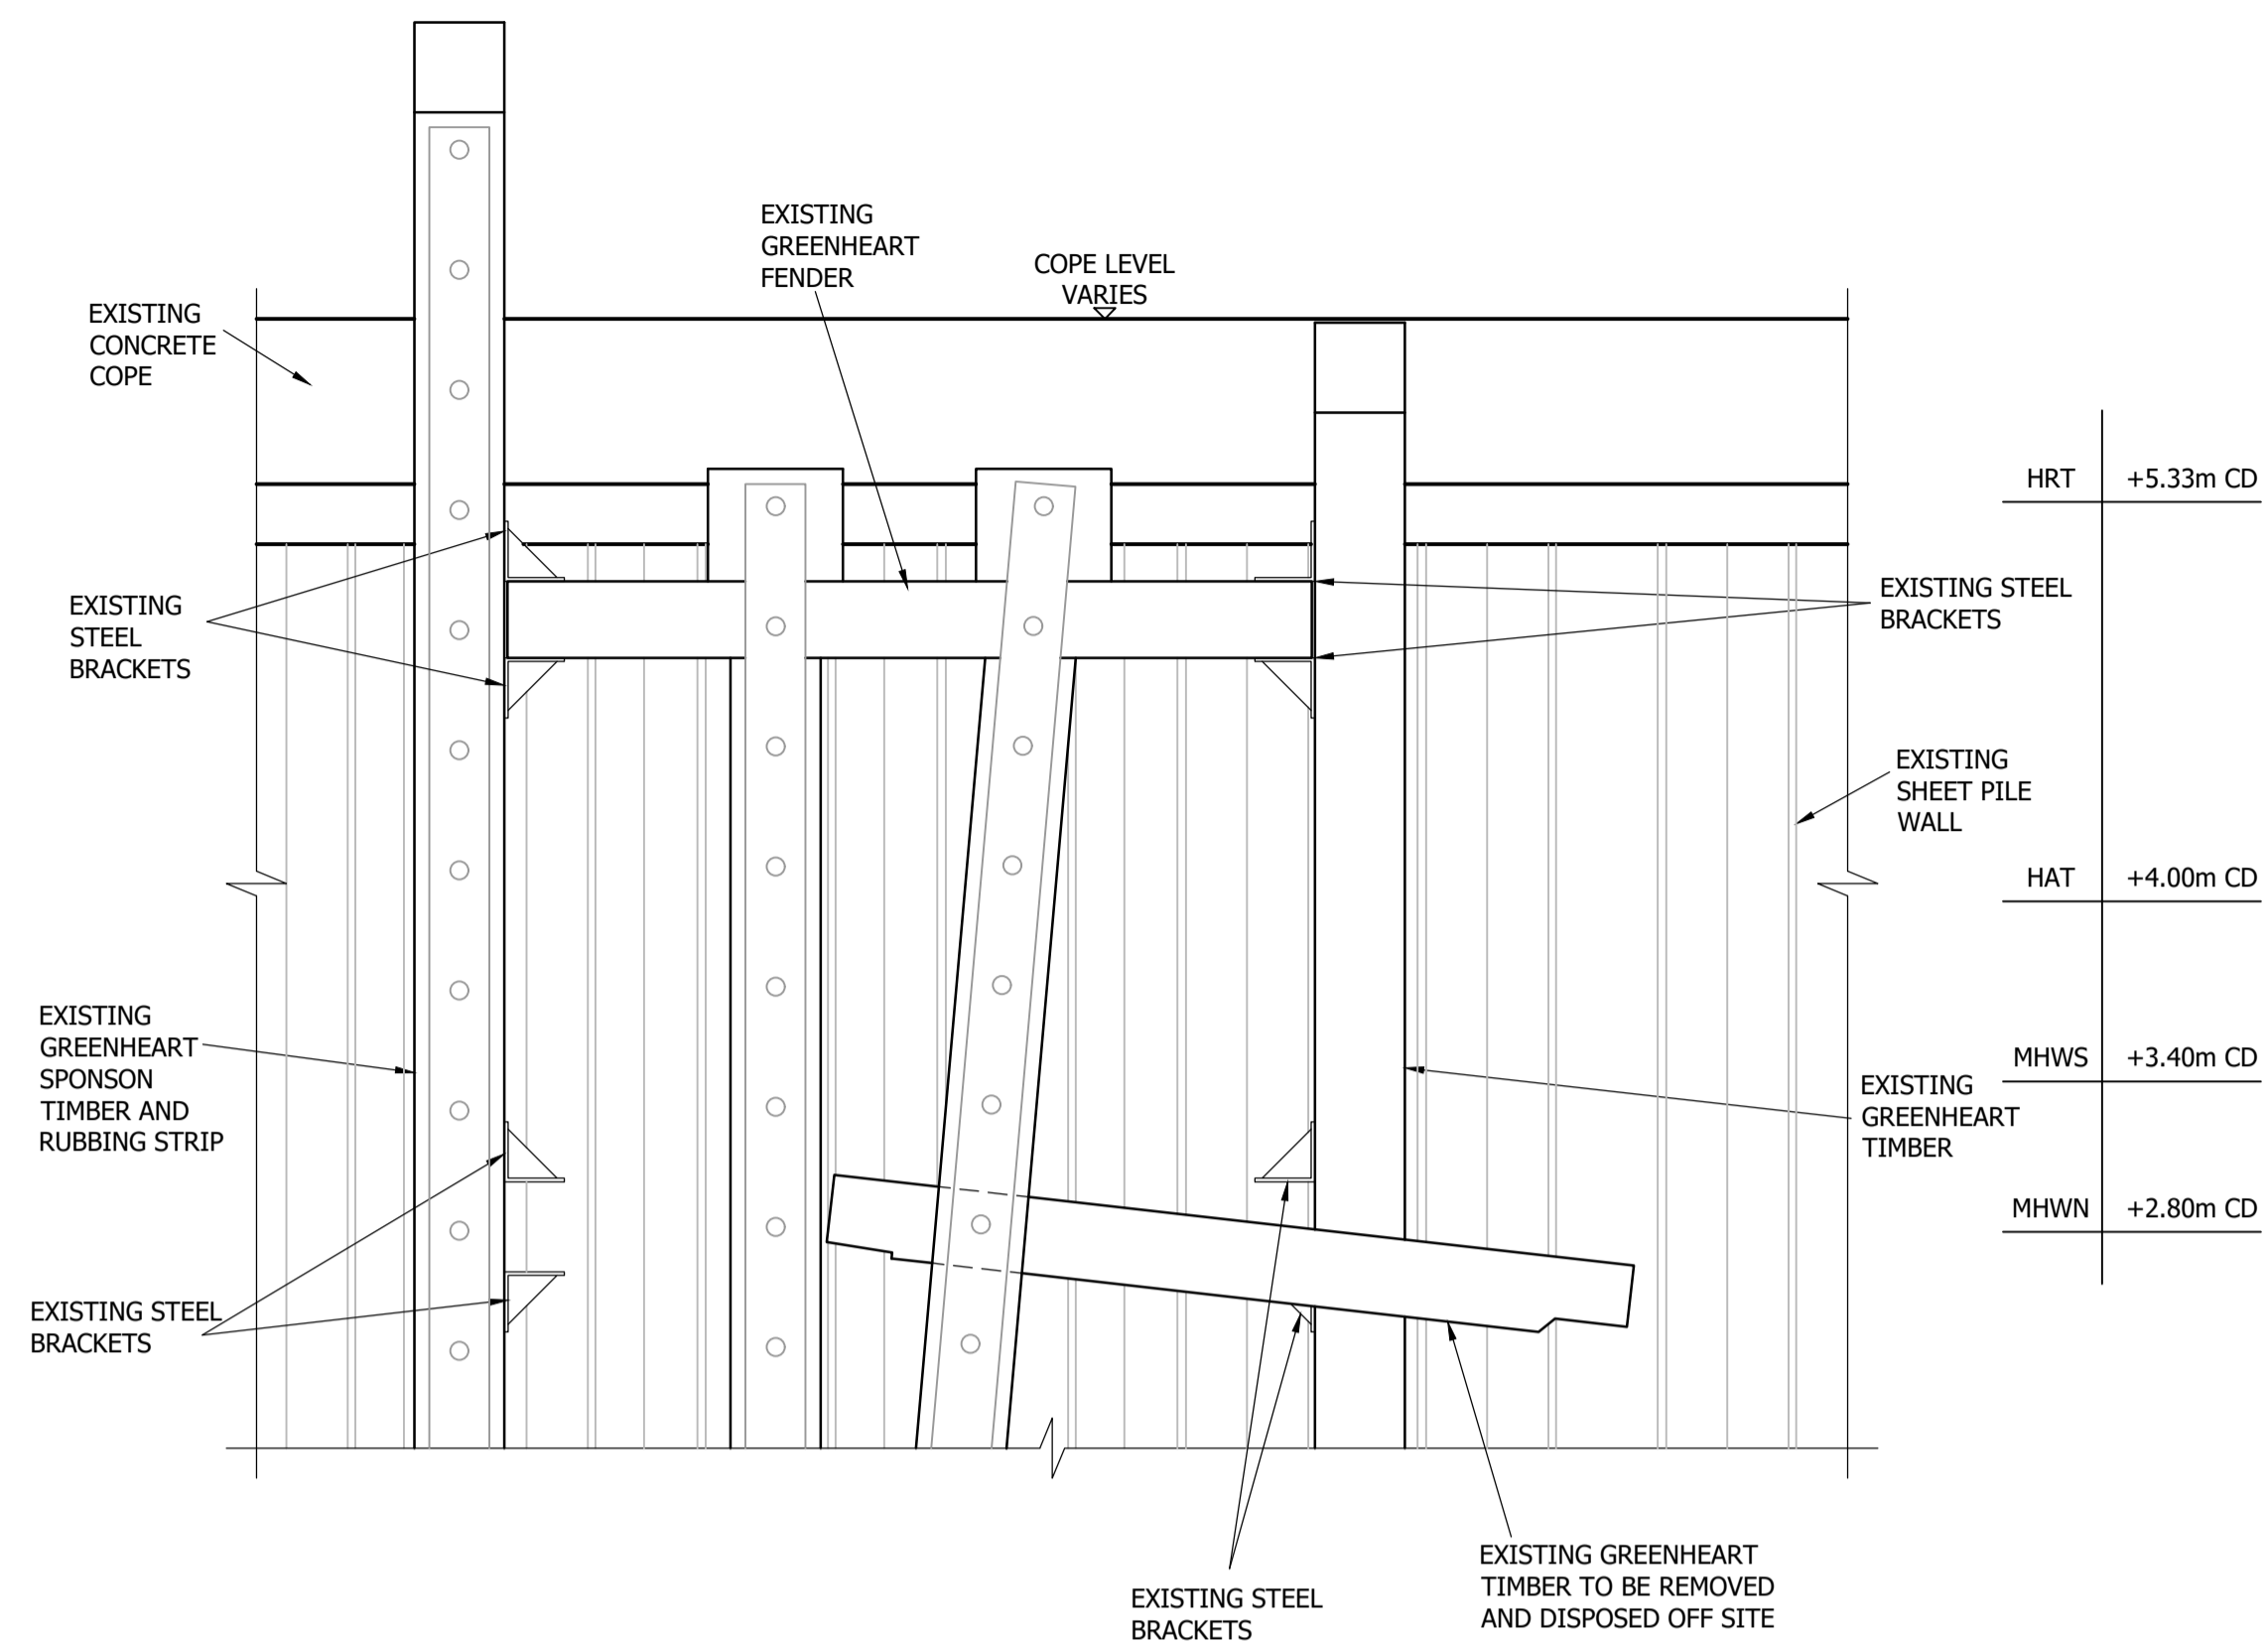 EXISTING
GREENHEART
FENDER
COPE LEVEL
VARIES
EXISTING
CONCRETE
COPE
HRT +5.33m CD
EXISTING
STEEL
BRACKETS
EXISTING STEEL
BRACKETS
EXISTING
SHEET PILE
WALL
HAT +4.00m CD
EXISTING
GREENHEART
SPONSON
TIMBER AND
RUBBING STRIP
MHWS +3.40m CD
EXISTING
GREENHEART
TIMBER
MHWN +2.80m CD
EXISTING STEEL
BRACKETS
EXISTING GREENHEART
TIMBER TO BE REMOVED
AND DISPOSED OFF SITE
EXISTING STEEL
BRACKETS